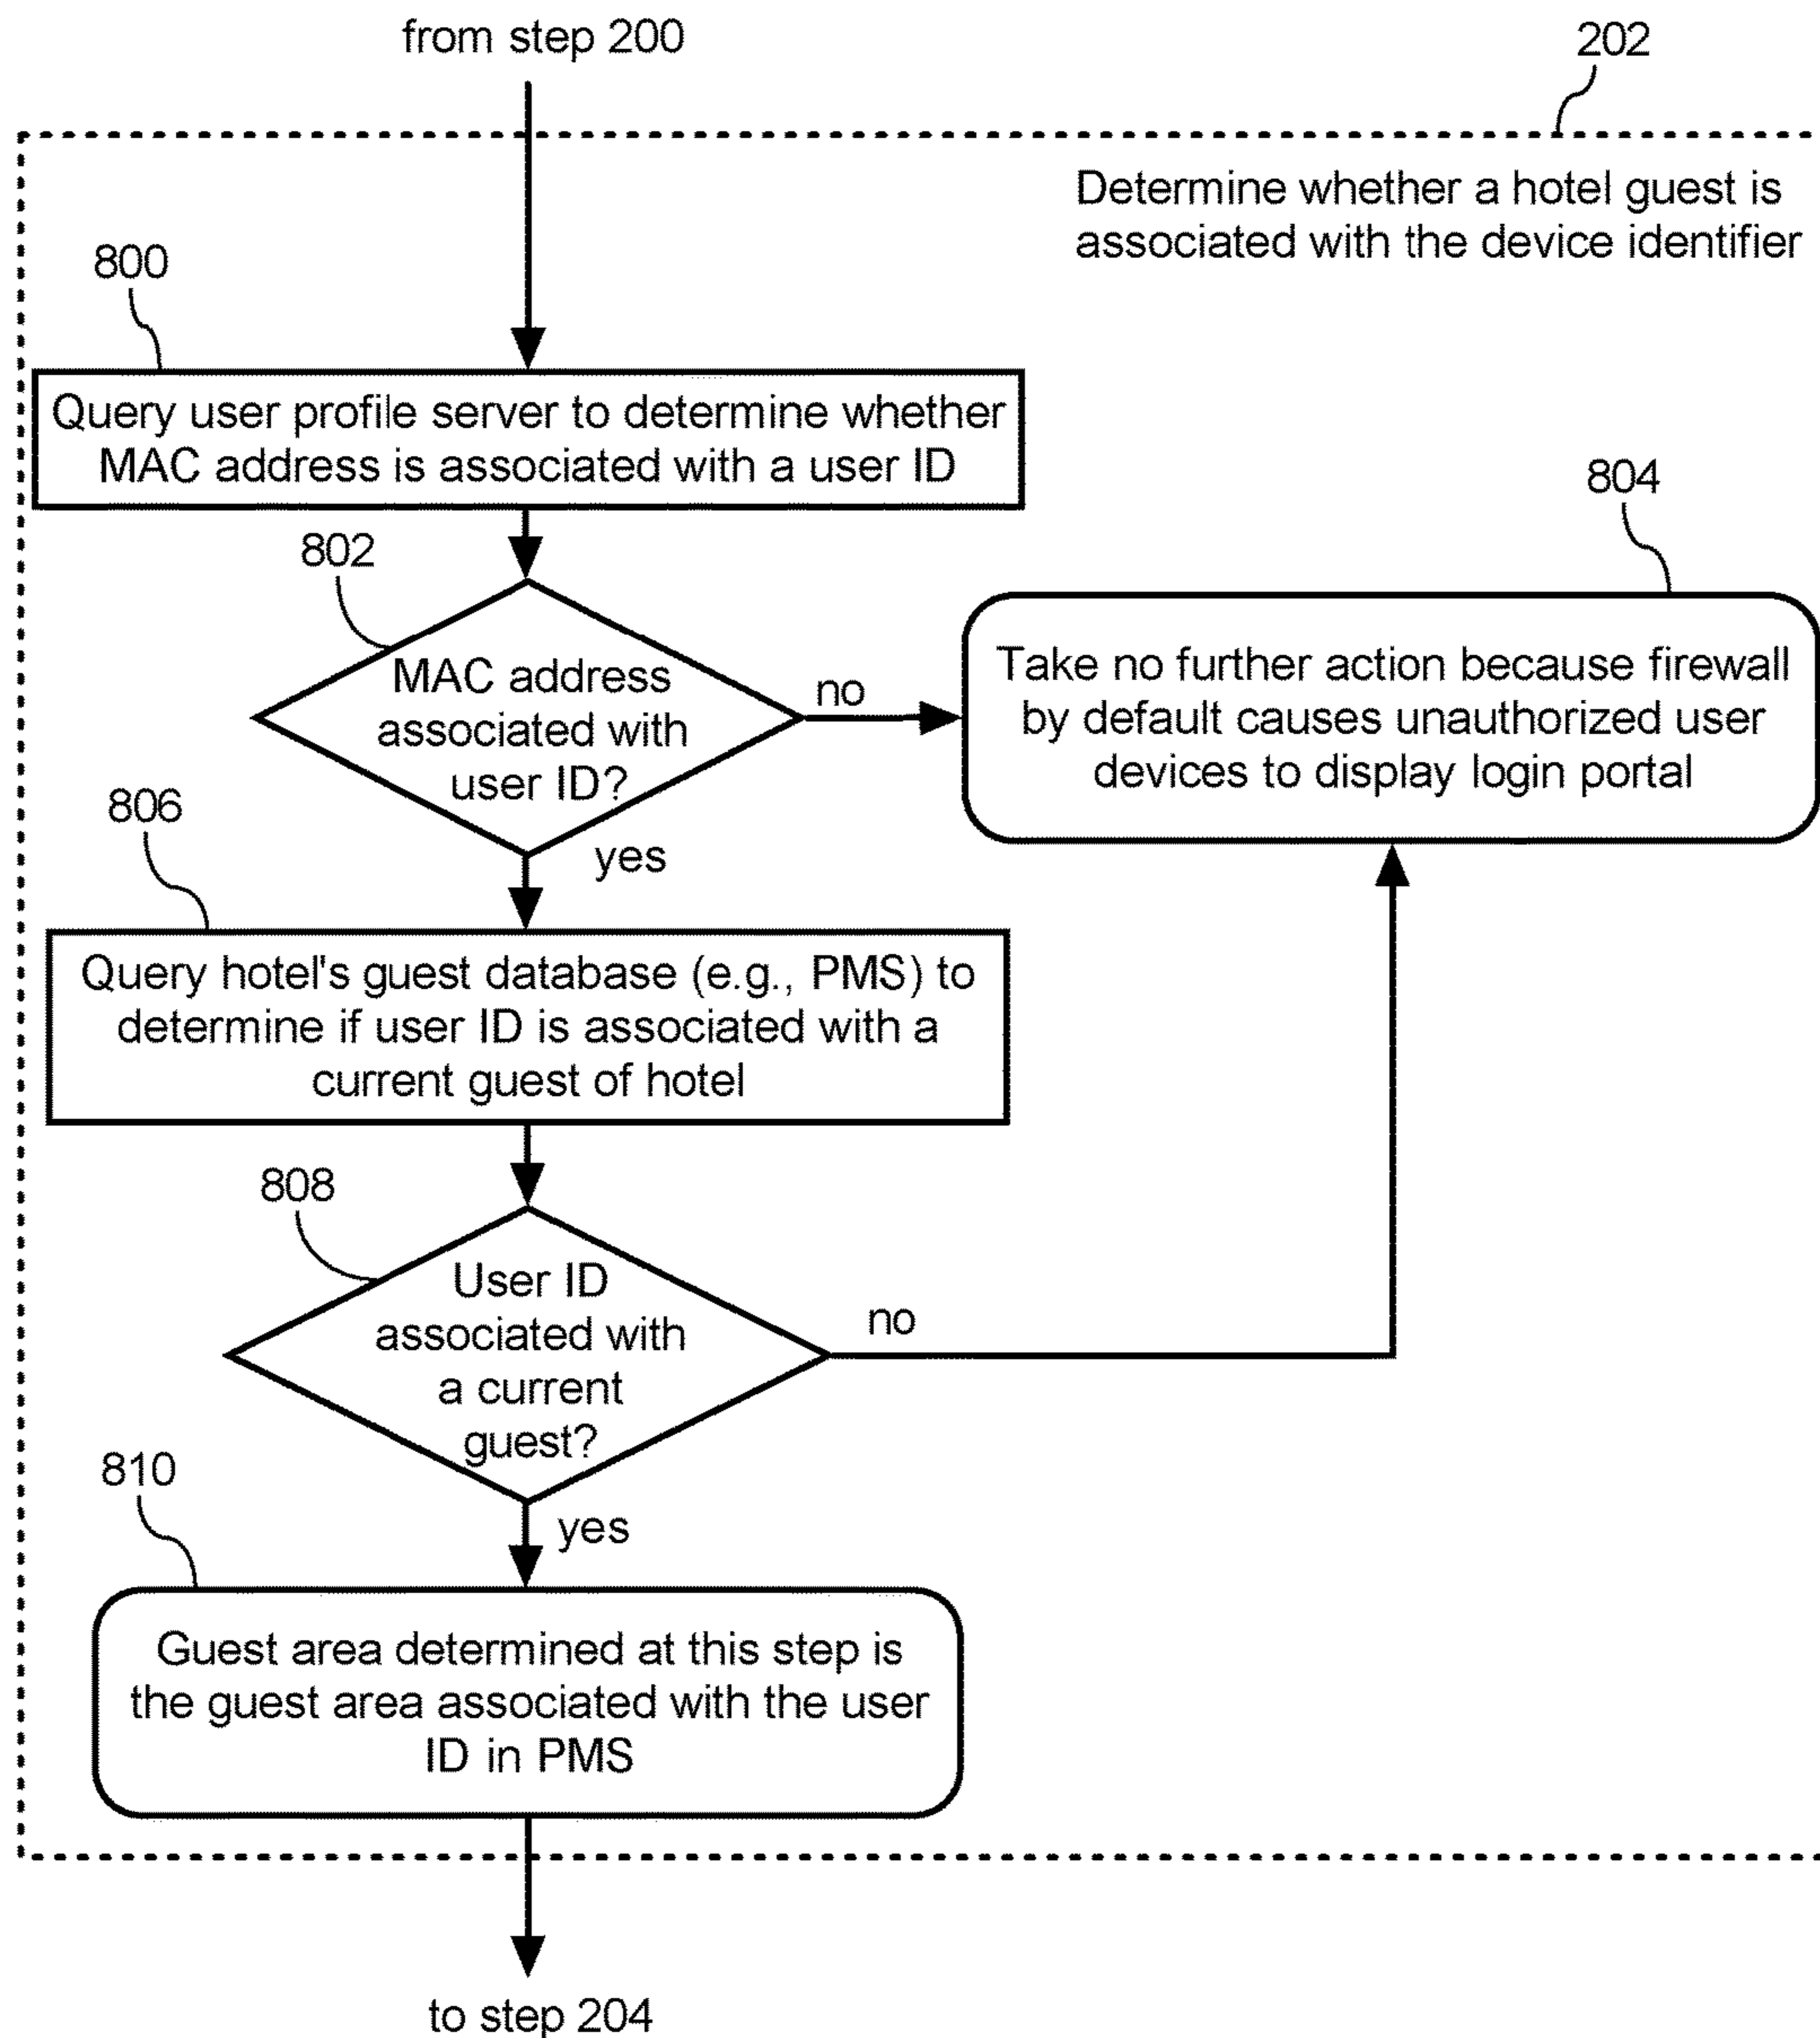 from step 200
202
Determine whether a hotel guest is
associated with the device identifier
800
Query user profile server to determine whether
MAC address is associated with a user ID
802
MAC address
associated with
user ID?
no
804
Take no further action because firewall
by default causes unauthorized user
devices to display login portal
yes
806
Query hotel's guest database (e.g., PMS) to
determine if user ID is associated with a
current guest of hotel
808
User ID
associated with
a current
guest?
no
yes
810
Guest area determined at this step is
the guest area associated with the user
ID in PMS
to step 204